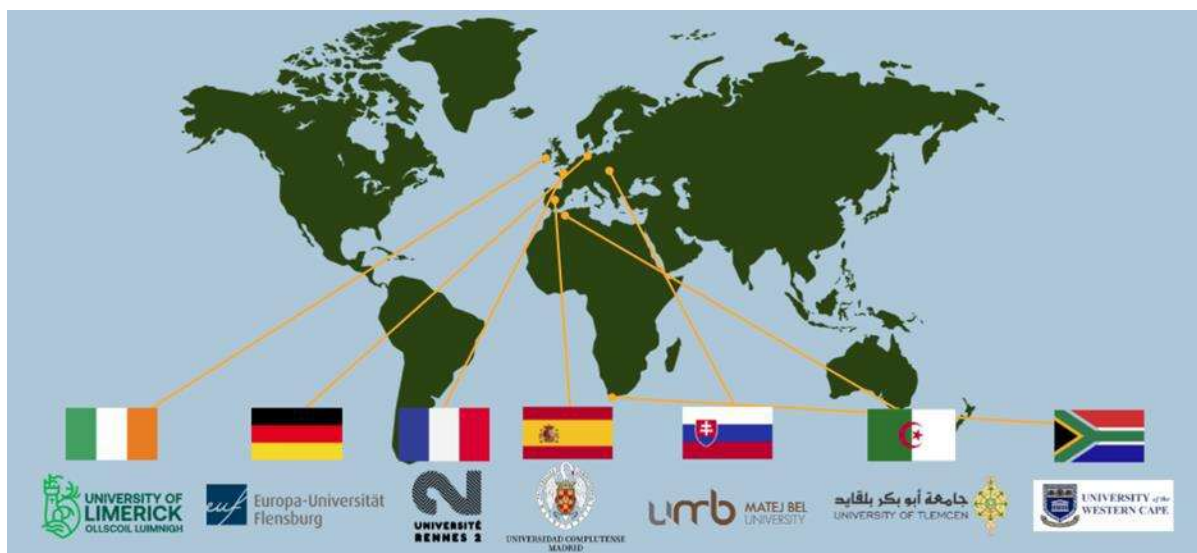 UNIVERSITY OF
LIMERICK
OLLSCOIL LUIMNIGH
euf
Europa-Universität
Flensburg
UNIVERSITÉ
RENNES 2
UNIVERSIDAD COMPLUTENSE
MADRID
umb
MATEJ BEL
UNIVERSITY
جامعة أبو بكر بلقايد
UNIVERSITY OF TLEMCEN
UNIVERSITY of the
WESTERN CAPE